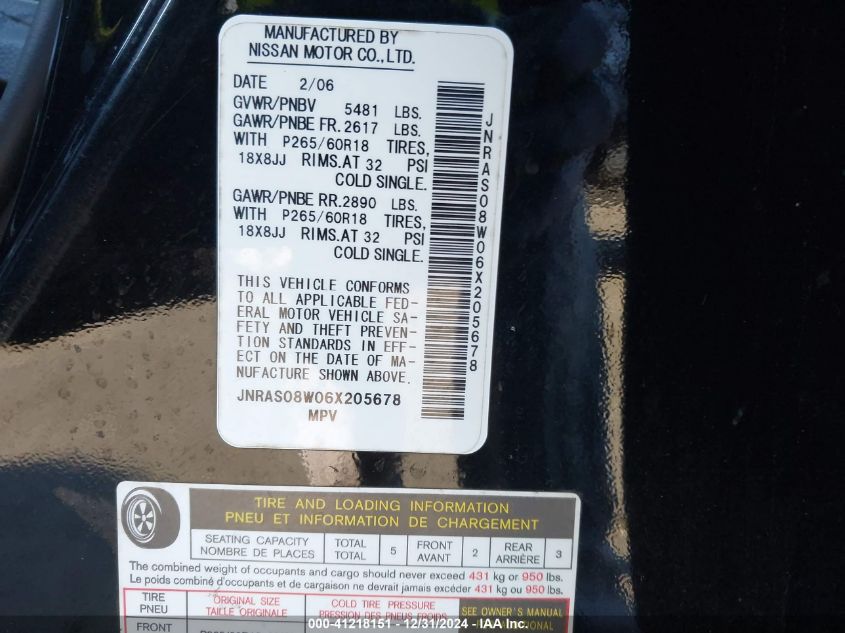 MANUFACTURED BY
NISSAN MOTOR CO., LTD.
DATE 2/06
GVWR/PNBV 5481 LBS.
GAWR/PNBE FR. 2617 LBS.
WITH P265/60R18 TIRES,
18X8JJ RIMS. AT 32 PSI
COLD SINGLE.
GAWR/PNBE RR. 2890 LBS.
WITH P265/60R18 TIRES,
18X8JJ RIMS. AT 32 PSI
COLD SINGLE.
THIS VEHICLE CONFORMS
TO ALL APPLICABLE FED-
ERAL MOTOR VEHICLE SA-
FETY AND THEFT PREVEN-
TION STANDARDS IN EFF-
ECT ON THE DATE OF MA-
NUFACTURE SHOWN ABOVE.
JNRAS08W06X205678
MPV
JNRAS08W06X205678
TIRE AND LOADING INFORMATION
PNEU ET INFORMATION DE CHARGEMENT
SEATING CAPACITY TOTAL 5 FRONT 2 REAR 3
NOMBRE DE PLACES TOTAL AVANT ARRIÈRE
The combined weight of occupants and cargo should never exceed 431 kg or 950 lbs.
Le poids combiné d'occupants et de cargaison ne devrait jamais excéder 431 kg ou 950 lbs.
TIRE ORIGINAL SIZE COLD TIRE PRESSURE SEE OWNER'S MANUAL
PNEU TAILLE ORIGINALE PRESSION DES PNEUS FROIDS
FRONT
000-41218151 - 12/31/2024 - IAA Inc.